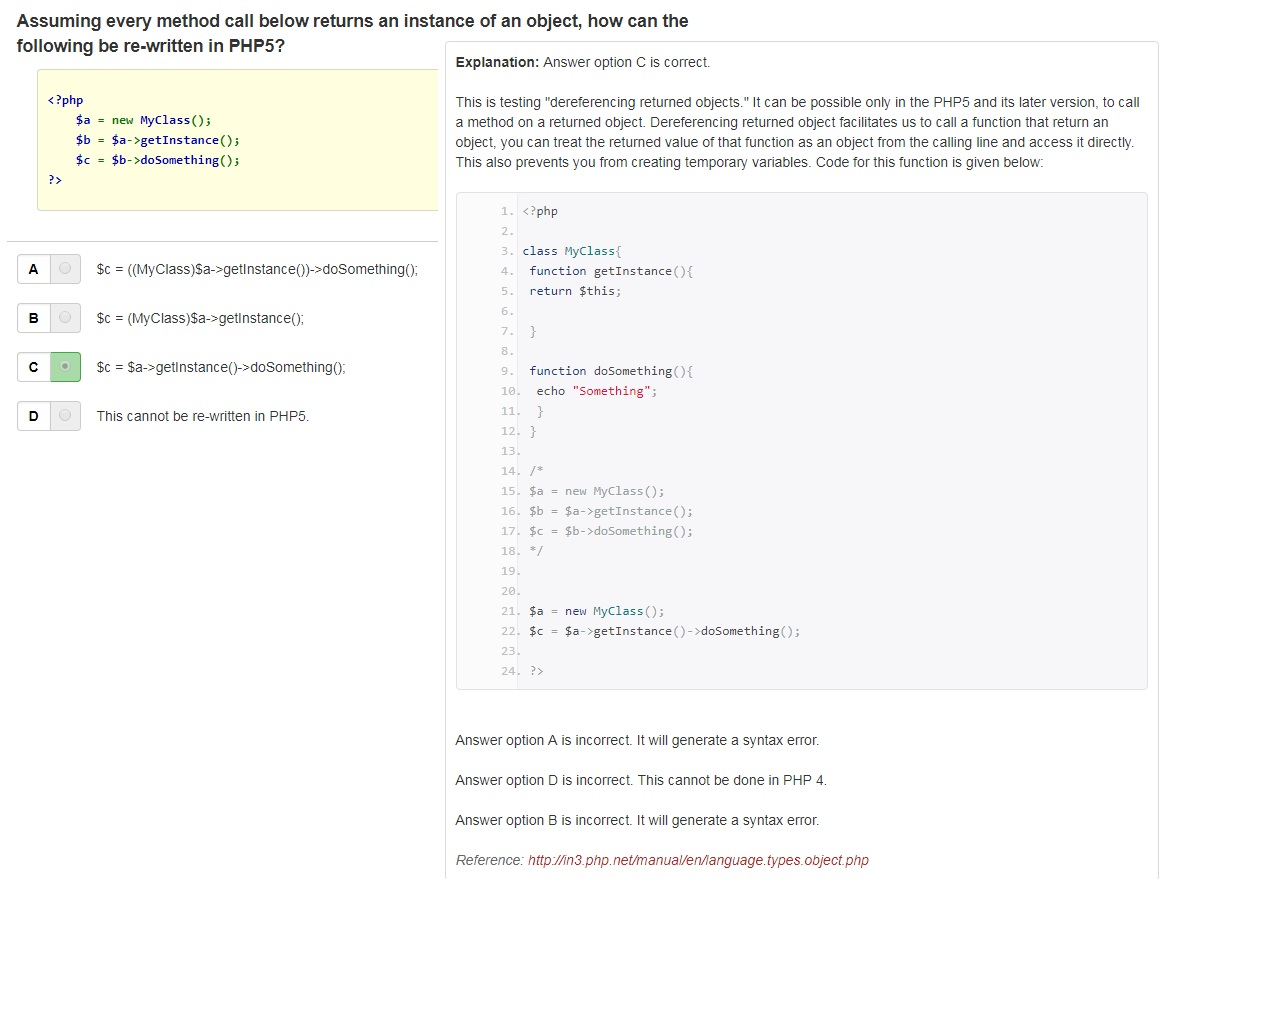 Assuming every method call below returns an instance of an object, how can the
following be re-written in PHP5?
<?php
$a = new MyClass();
$b = $a->getInstance();
$c = $b->doSomething();
?>
A $c = ((MyClass)$a->getInstance())->doSomething();
B $c = (MyClass)$a->getInstance();
C $c = $a->getInstance()->doSomething();
D This cannot be re-written in PHP5.
Explanation: Answer option C is correct.
This is testing "dereferencing returned objects." It can be possible only in the PHP5 and its later version, to call
a method on a returned object. Dereferencing returned object facilitates us to call a function that return an
object, you can treat the returned value of that function as an object from the calling line and access it directly.
This also prevents you from creating temporary variables. Code for this function is given below:
1. <?php
2.
3. class MyClass{
4. function getInstance(){
5. return $this;
6.
7. }
8.
9. function doSomething(){
10. echo "Something";
11. }
12. }
13.
14. /*
15. $a = new MyClass();
16. $b = $a->getInstance();
17. $c = $b->doSomething();
18. */
19.
20.
21. $a = new MyClass();
22. $c = $a->getInstance()->doSomething();
23.
24. ?>
Answer option A is incorrect. It will generate a syntax error.
Answer option D is incorrect. This cannot be done in PHP 4.
Answer option B is incorrect. It will generate a syntax error.
Reference: http://in3.php.net/manual/en/language.types.object.php